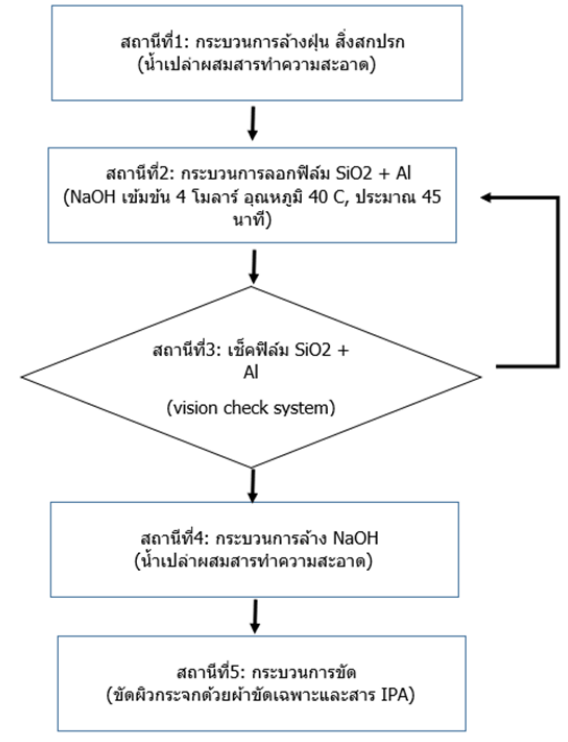 สถานีที่1: กระบวนการล้างฝุ่น สิ่งสกปรก
(น้ำเปล่าผสมสารทำความสะอาด)
สถานีที่2: กระบวนการลอกฟิล์ม SiO2 + Al
(NaOH เข้มข้น 4 โมลาร์ อุณหภูมิ 40 C, ประมาณ 45
นาที)
สถานีที่3: เช็คฟิล์ม SiO2 +
Al
(vision check system)
สถานีที่4: กระบวนการล้าง NaOH
(น้ำเปล่าผสมสารทำความสะอาด)
สถานีที่5: กระบวนการขัด
(ขัดผิวกระจกด้วยผ้าขัดเฉพาะและสาร IPA)